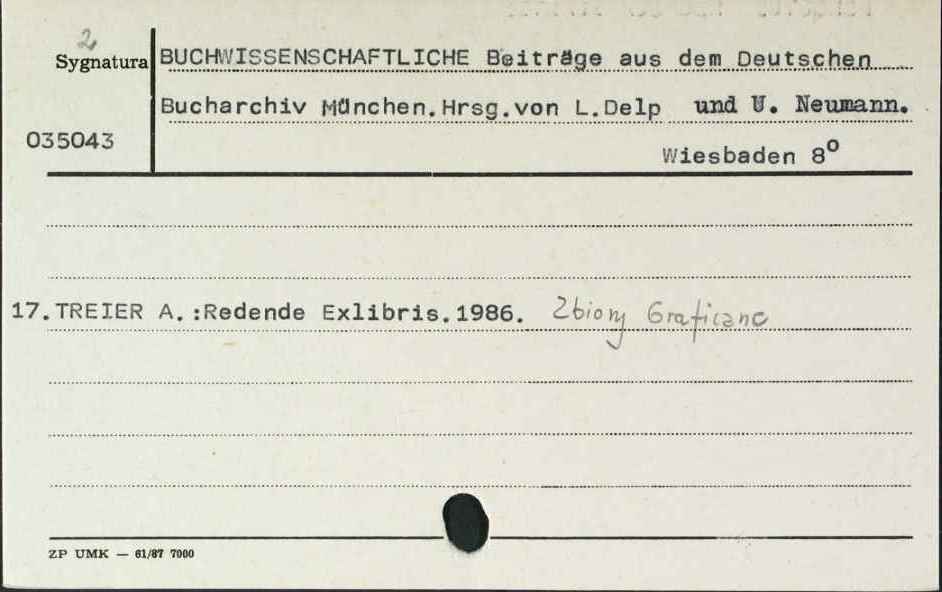 2
Sygnatura BUCHWISSENSCHAFTLICHE Beiträge aus dem Deutschen
Bucharchiv München.Hrsg.von L.Delp und U. Neumann.
035043
Wiesbaden 8°
17.TREIER A.:Redende Exlibris.1986. Zbiory Graficzne
ZP UMK — 61/87 7000